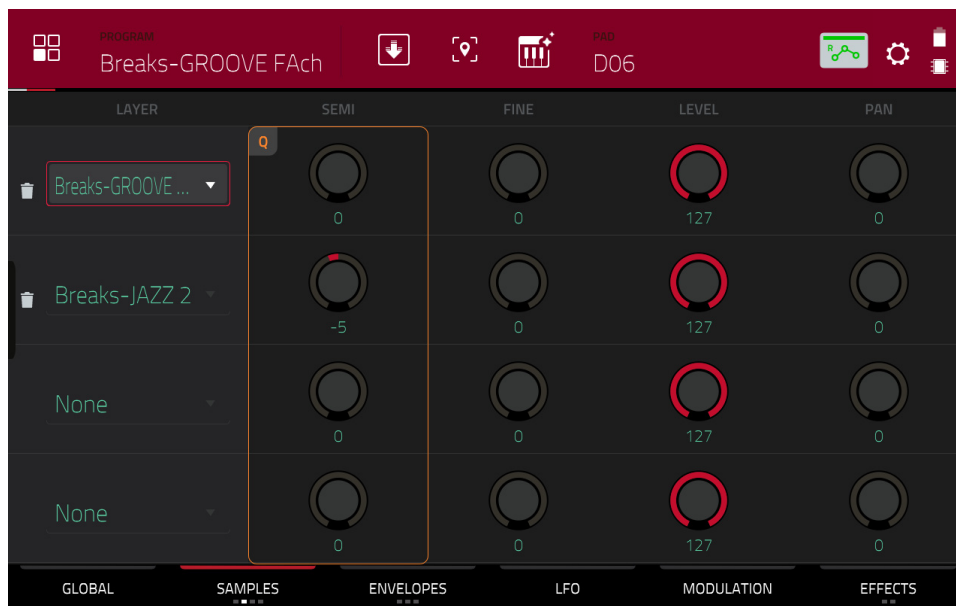 PROGRAM
Breaks-GROOVE FAch
PAD
D06
R
LAYER SEMI FINE LEVEL PAN
Q
Breaks-GROOVE ...
0 0 127 0
Breaks-JAZZ 2
-5 0 127 0
None
0 0 127 0
None
0 0 127 0
GLOBAL SAMPLES ENVELOPES LFO MODULATION EFFECTS